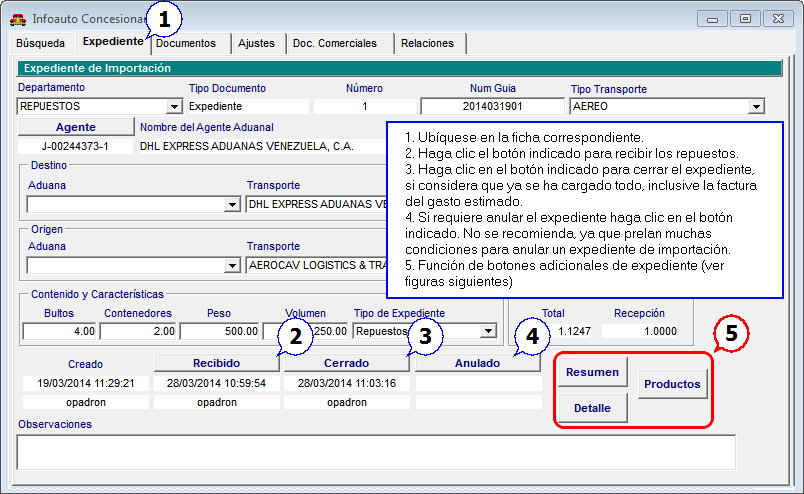 Infoauto Concesionar
1
Búsqueda Expediente Documentos Ajustes Doc. Comerciales Relaciones
Expediente de Importación
Departamento Tipo Documento Número Num Guia Tipo Transporte
REPUESTOS Expediente 1 2014031901 AEREO
Agente Nombre del Agente Aduanal
J-00244373-1 DHL EXPRESS ADUANAS VENEZUELA, C.A.
1. Ubíquese en la ficha correspondiente.
2. Haga clic el botón indicado para recibir los repuestos.
3. Haga clic en el botón indicado para cerrar el expediente,
si considera que ya se ha cargado todo, inclusive la factura
del gasto estimado.
4. Si requiere anular el expediente haga clic en el botón
indicado. No se recomienda, ya que prelan muchas
condiciones para anular un expediente de importación.
5. Función de botones adicionales de expediente (ver
figuras siguientes)
Destino
Aduana Transporte
DHL EXPRESS ADUANAS VE
Origen
Aduana Transporte
AEROCAV LOGISTICS & TRA
Contenido y Características
Bultos Contenedores Peso Volumen Tipo de Expediente Total Recepción
4.00 2.00 500.00 250.00 Repuestos 1.1247 1.0000
2 3 4 5
Creado Recibido Cerrado Anulado
19/03/2014 11:29:21 28/03/2014 10:59:54 28/03/2014 11:03:16
opadron opadron opadron
Resumen Productos
Detalle
Observaciones